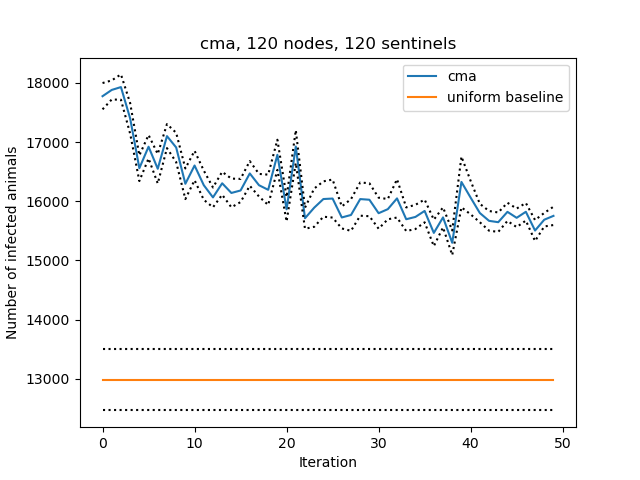 cma, 120 nodes, 120 sentinels
cma
uniform baseline
Number of infected animals
18000
17000
16000
15000
14000
13000
0 10 20 30 40 50
Iteration